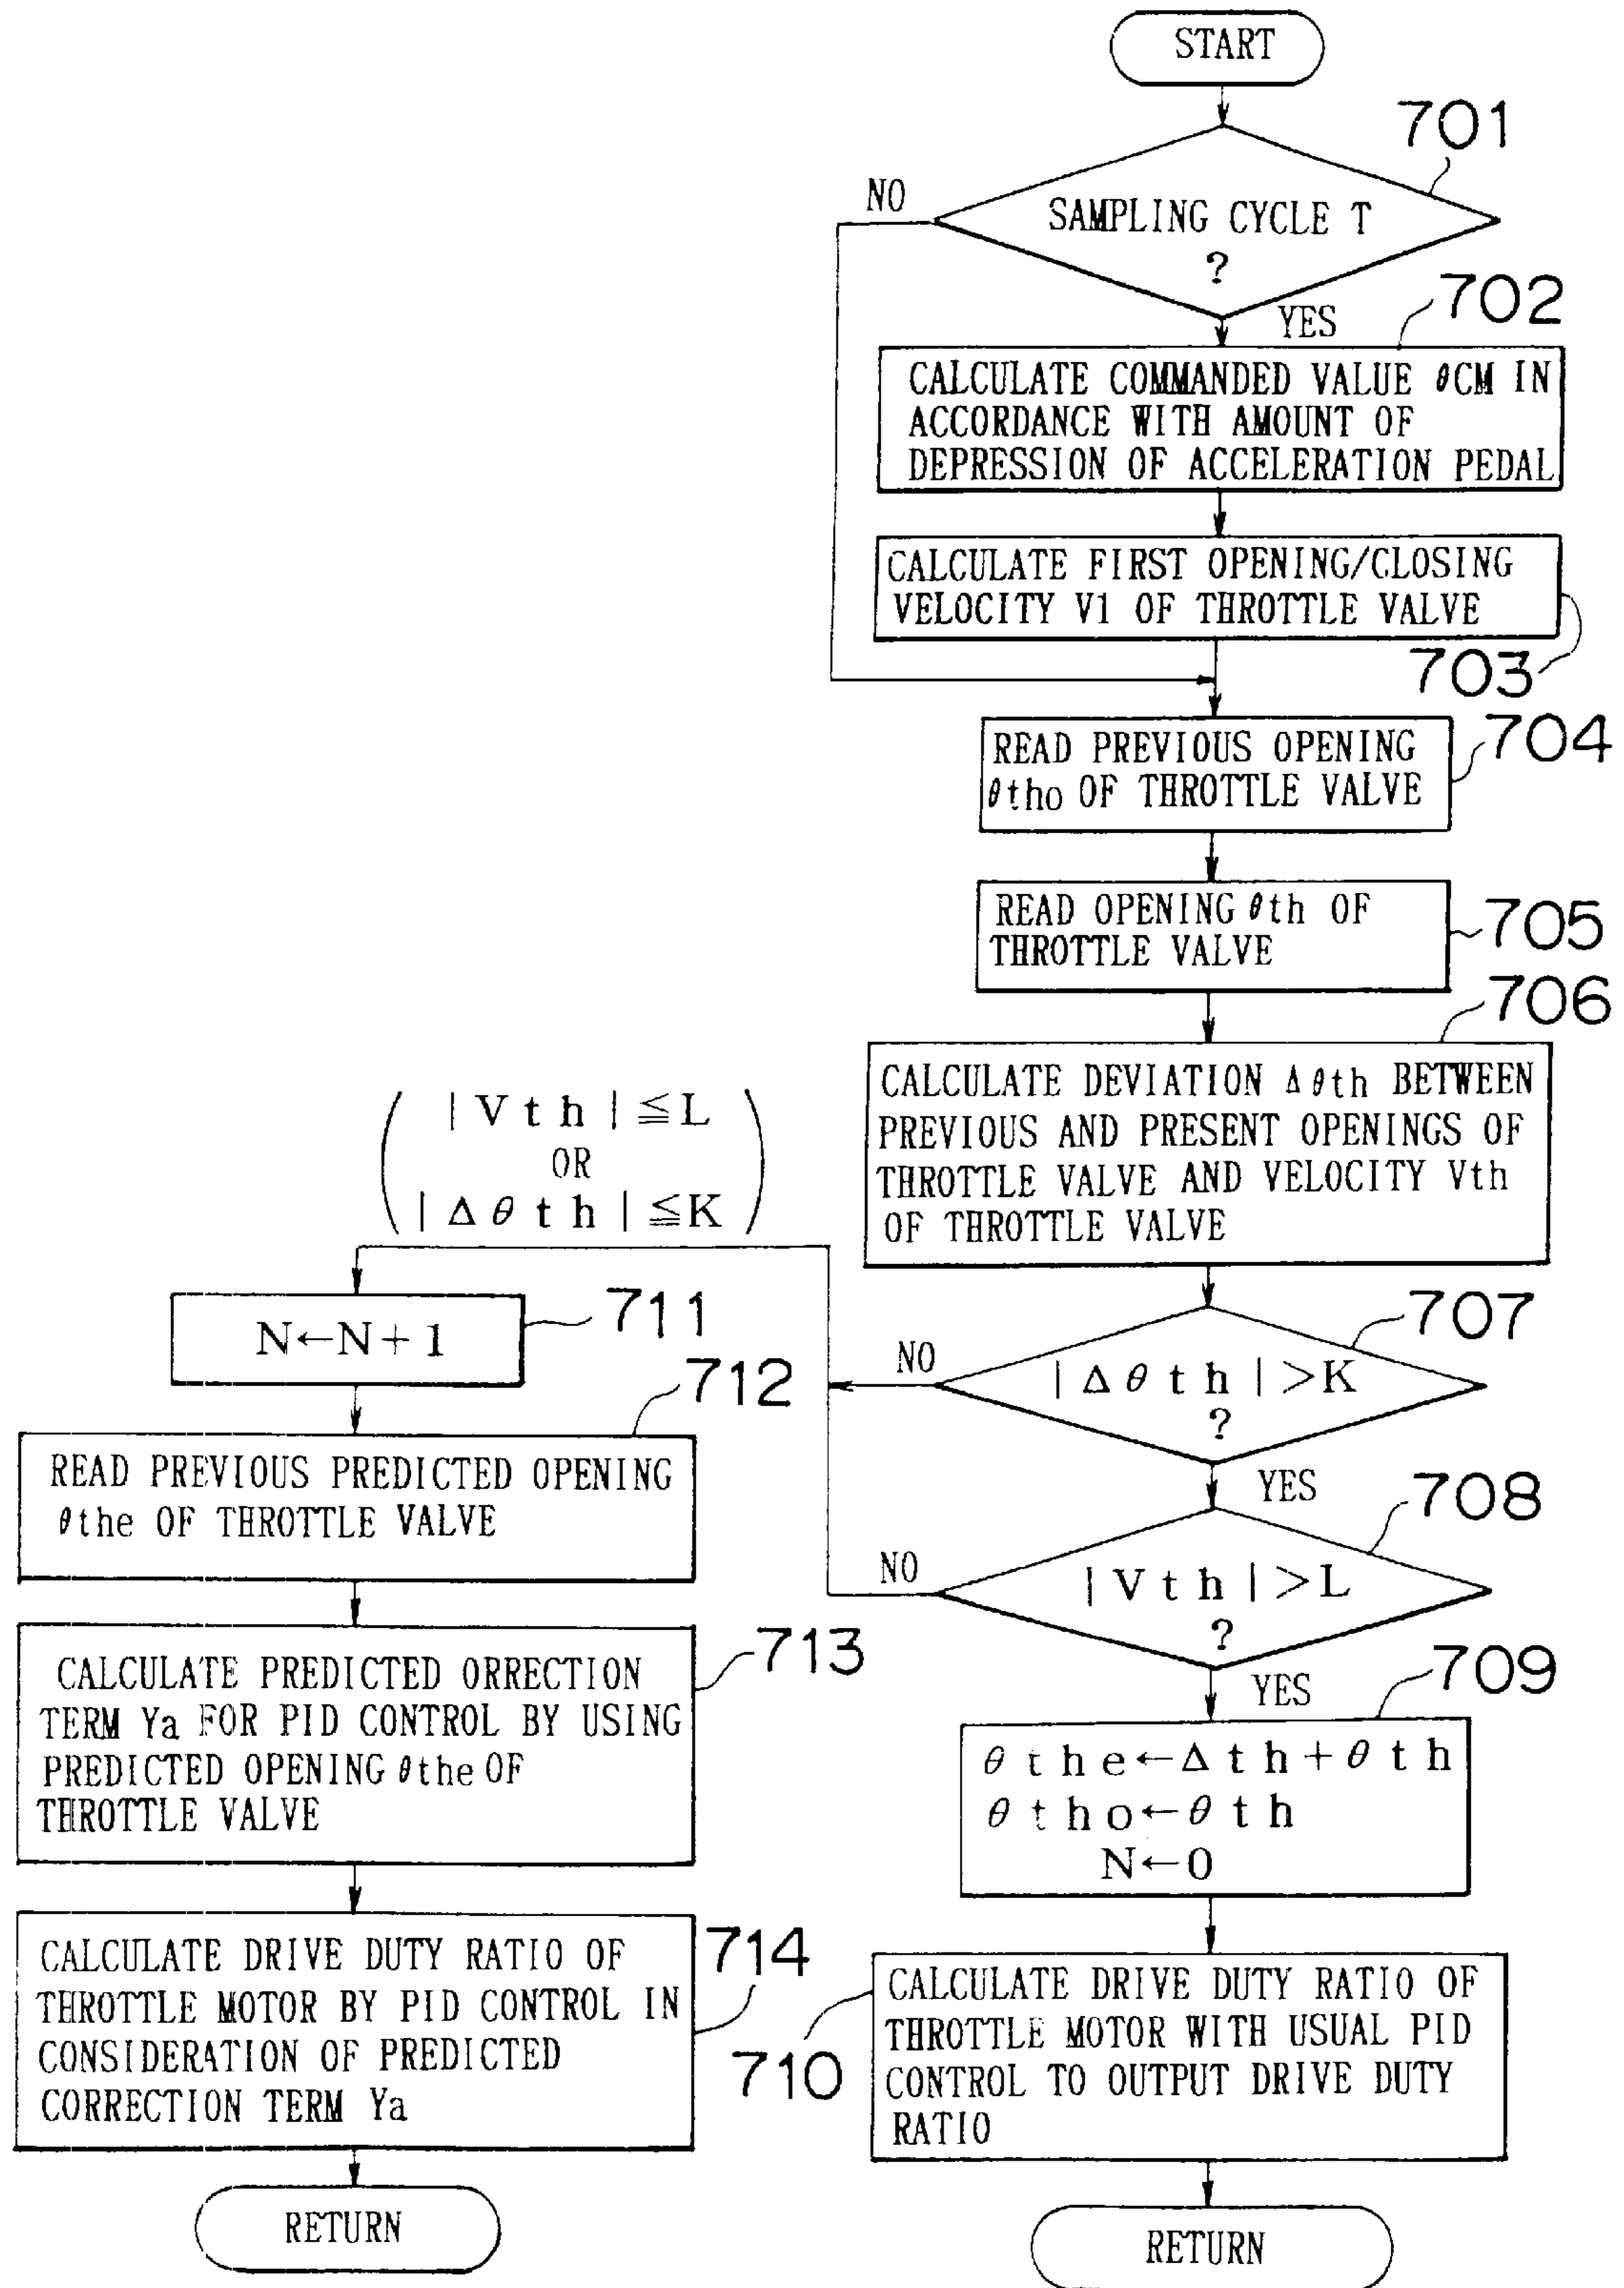 START
701
NO
SAMPLING CYCLE T
?
YES
702
CALCULATE COMMANDED VALUE θCM IN
ACCORDANCE WITH AMOUNT OF
DEPRESSION OF ACCELERATION PEDAL
CALCULATE FIRST OPENING/CLOSING
VELOCITY V1 OF THROTTLE VALVE
703
READ PREVIOUS OPENING
θtho OF THROTTLE VALVE
704
READ OPENING θth OF
THROTTLE VALVE
705
706
CALCULATE DEVIATION Δθth BETWEEN
PREVIOUS AND PRESENT OPENINGS OF
THROTTLE VALVE AND VELOCITY Vth
OF THROTTLE VALVE
707
NO
|Δθth|>K
?
YES
708
NO
|Vth|>L
?
YES
709
θthe←Δth+θth
θtho←θth
N←0
710
CALCULATE DRIVE DUTY RATIO OF
THROTTLE MOTOR WITH USUAL PID
CONTROL TO OUTPUT DRIVE DUTY
RATIO
RETURN
|Vth|≦L
OR
|Δθth|≦K
N←N+1
711
712
READ PREVIOUS PREDICTED OPENING
θthe OF THROTTLE VALVE
713
CALCULATE PREDICTED ORRECTION
TERM Ya FOR PID CONTROL BY USING
PREDICTED OPENING θthe OF
THROTTLE VALVE
714
CALCULATE DRIVE DUTY RATIO OF
THROTTLE MOTOR BY PID CONTROL IN
CONSIDERATION OF PREDICTED
CORRECTION TERM Ya
RETURN